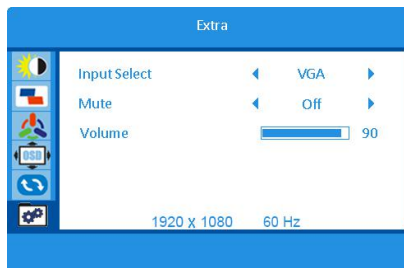 Extra
Input Select VGA
Mute Off
Volume 90
OSD
1920 x 1080 60 Hz